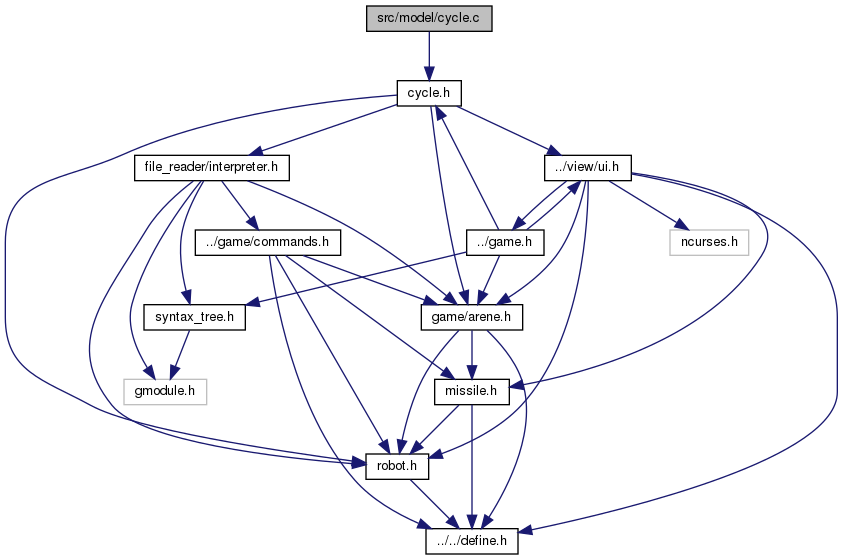 src/model/cycle.c
cycle.h
file_reader/interpreter.h
../view/ui.h
../game/commands.h
../game.h
ncurses.h
syntax_tree.h
game/arene.h
gmodule.h
missile.h
robot.h
../../define.h